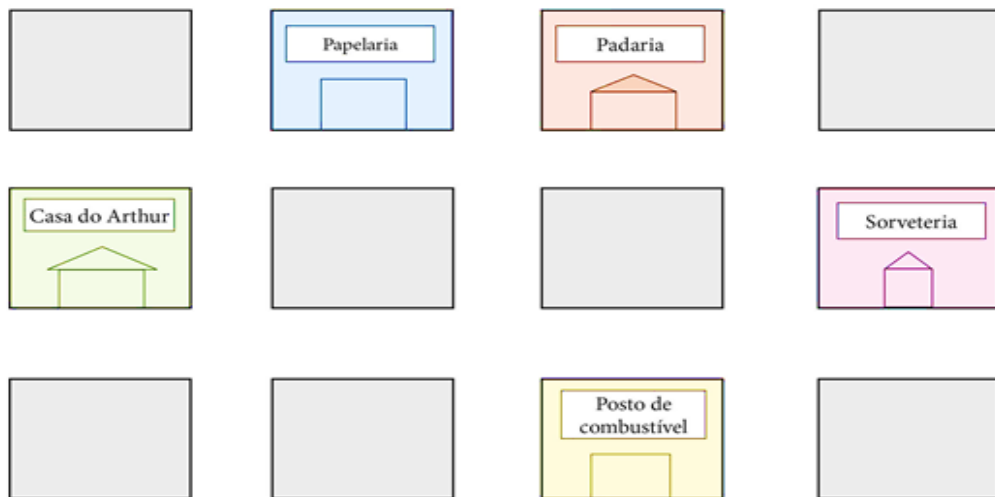 Papelaria
Padaria
Casa do Arthur
Sorveteria
Posto de
combustível